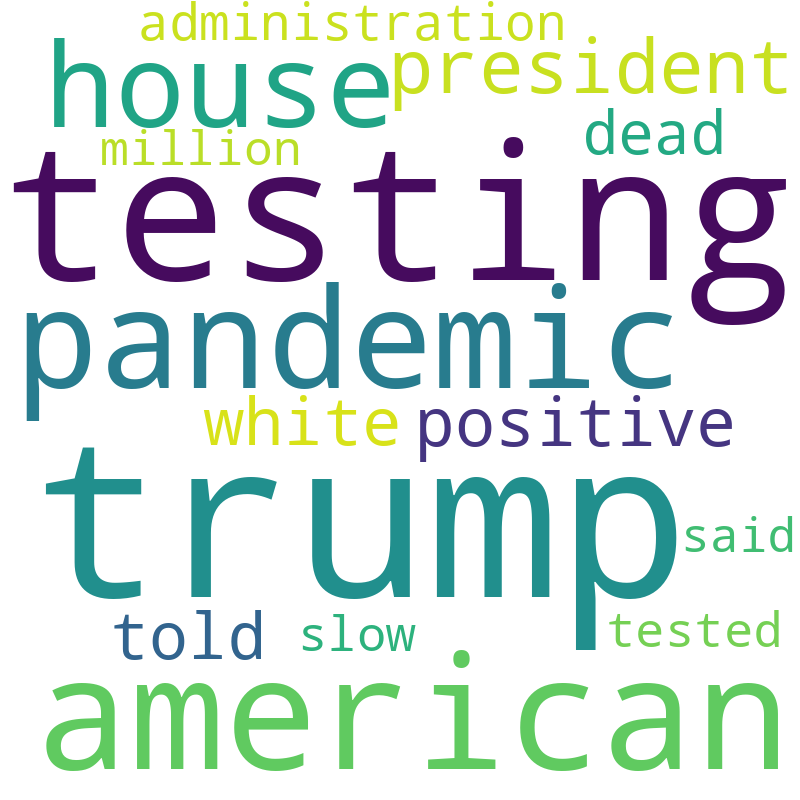 administration
house president
million dead
testing
pandemic
white positive
trump
said
told slow tested
american